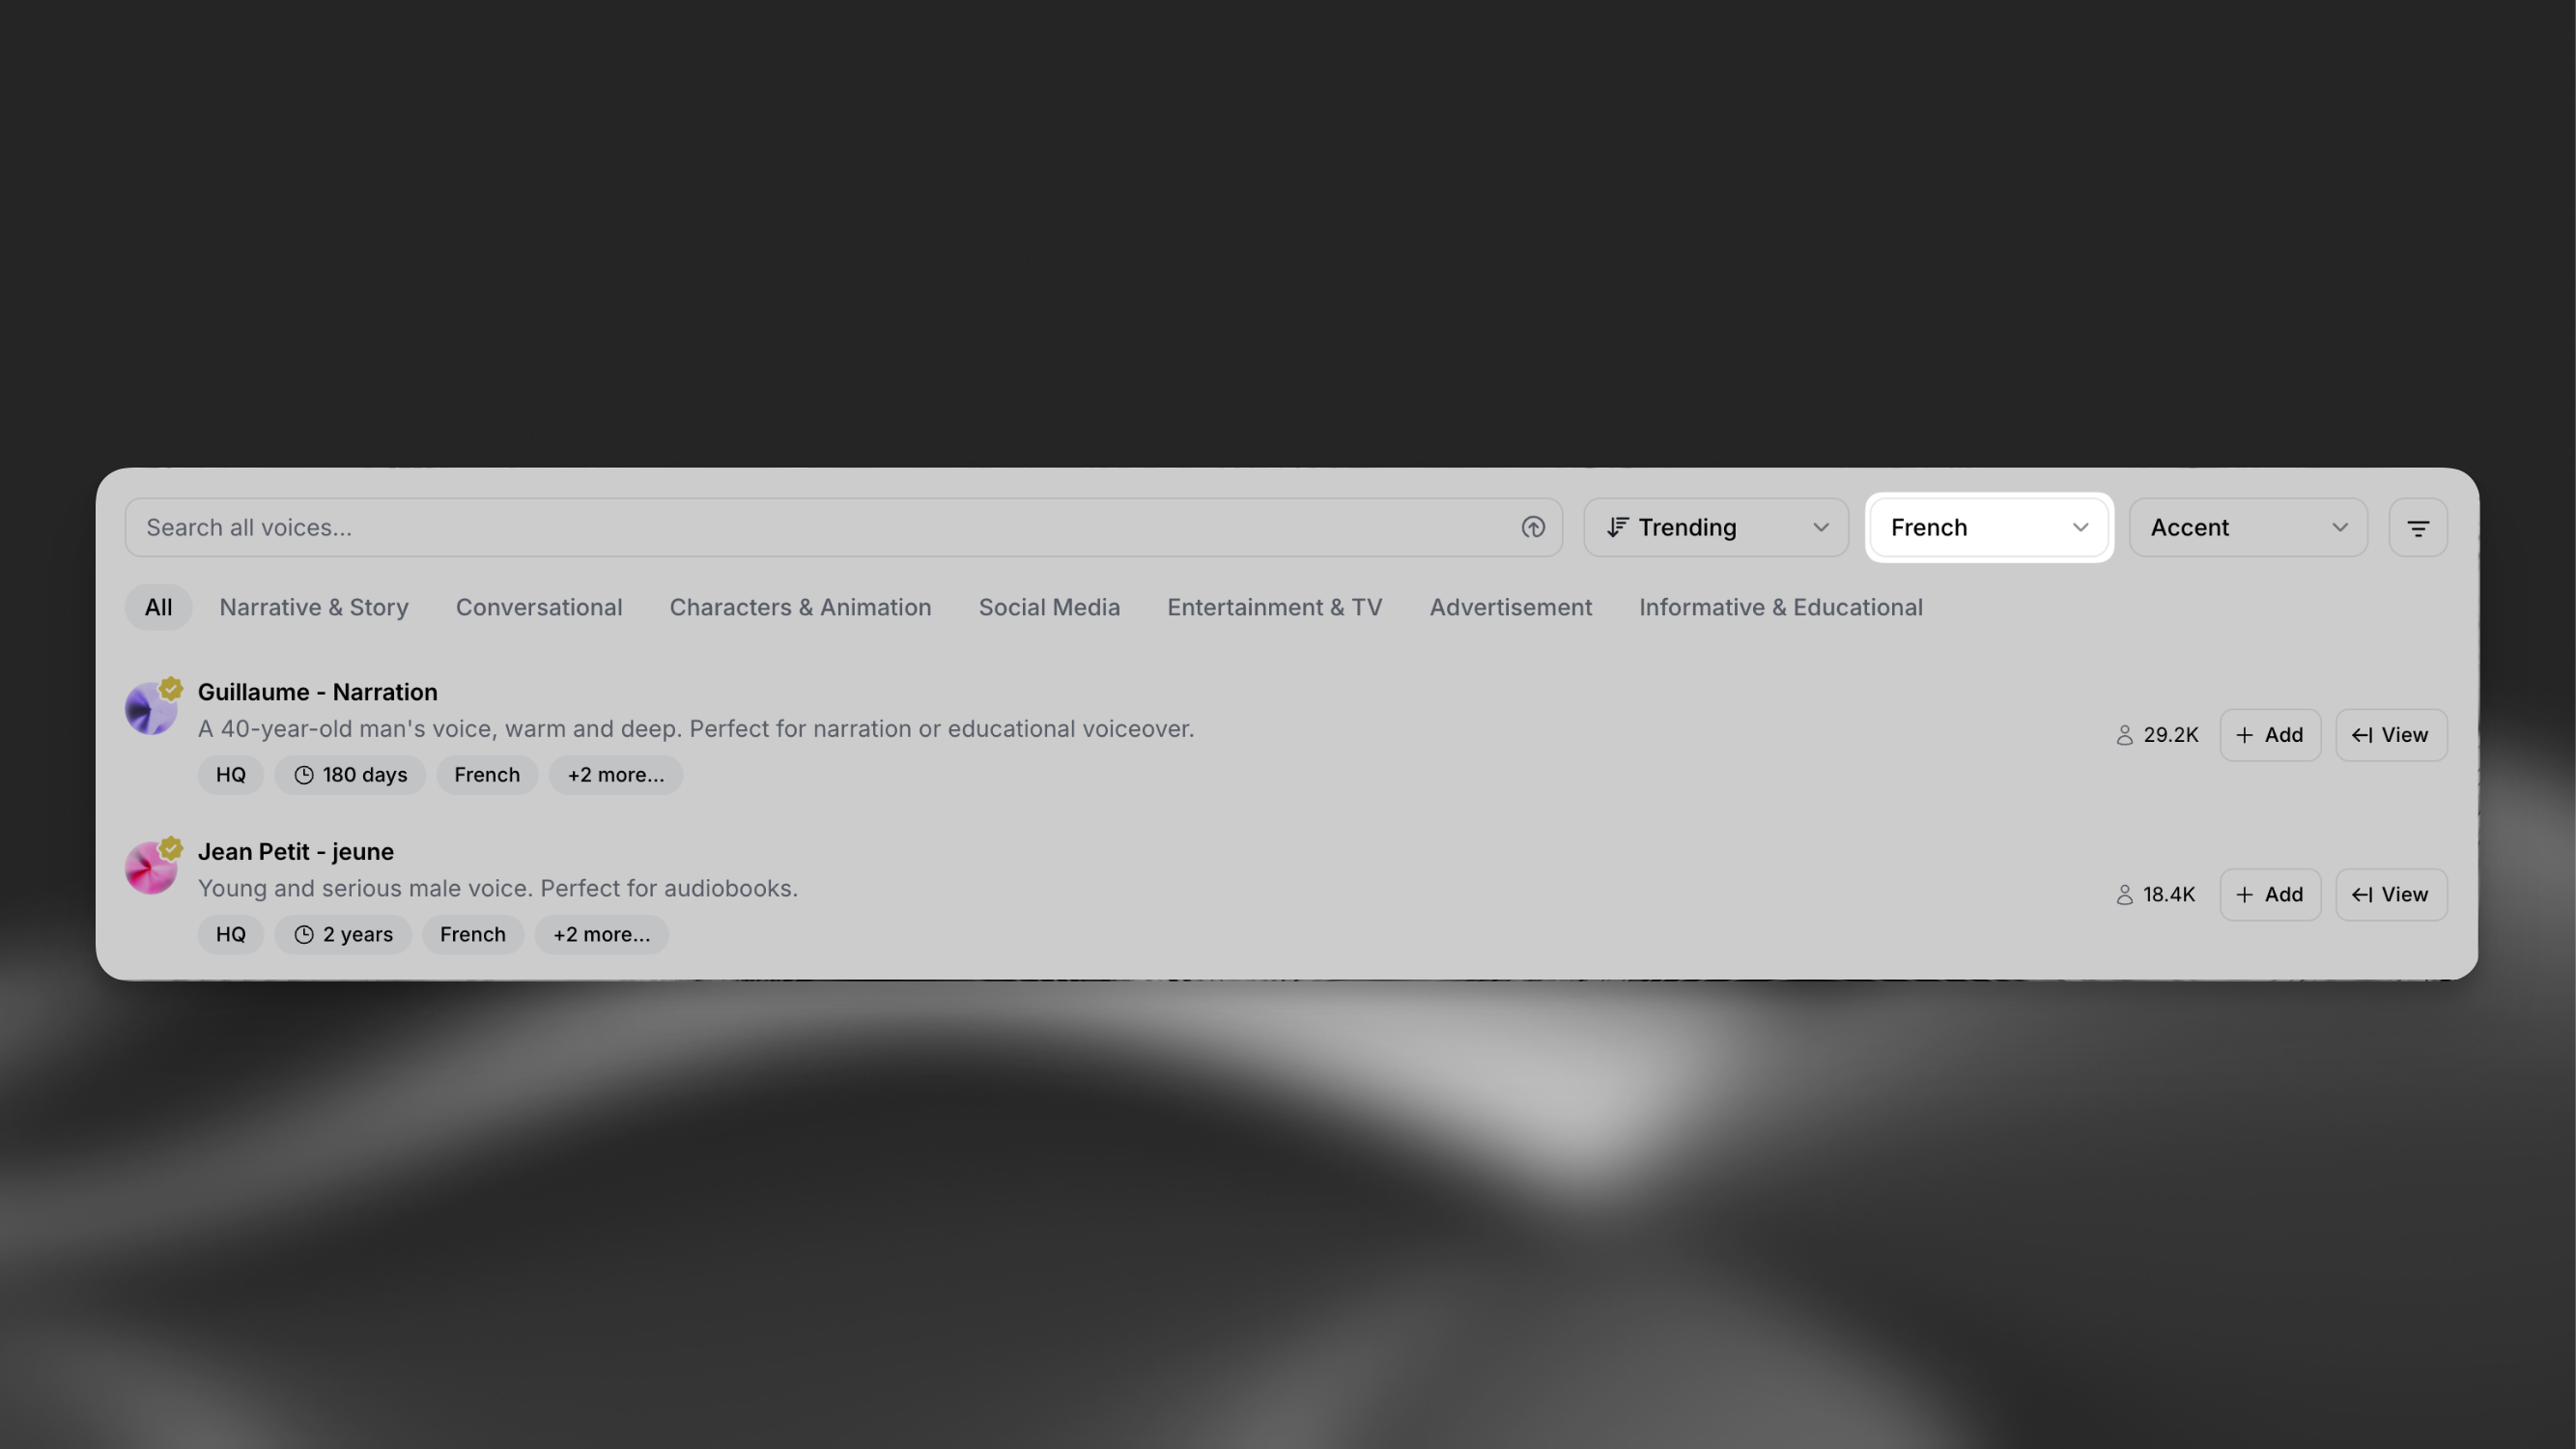 Search all voices...
Trending
French
Accent
All
Narrative & Story
Conversational
Characters & Animation
Social Media
Entertainment & TV
Advertisement
Informative & Educational
Guillaume - Narration
A 40-year-old man's voice, warm and deep. Perfect for narration or educational voiceover.
HQ
180 days
French
+2 more...
29.2K
Add
View
Jean Petit - jeune
Young and serious male voice. Perfect for audiobooks.
HQ
2 years
French
+2 more...
18.4K
Add
View